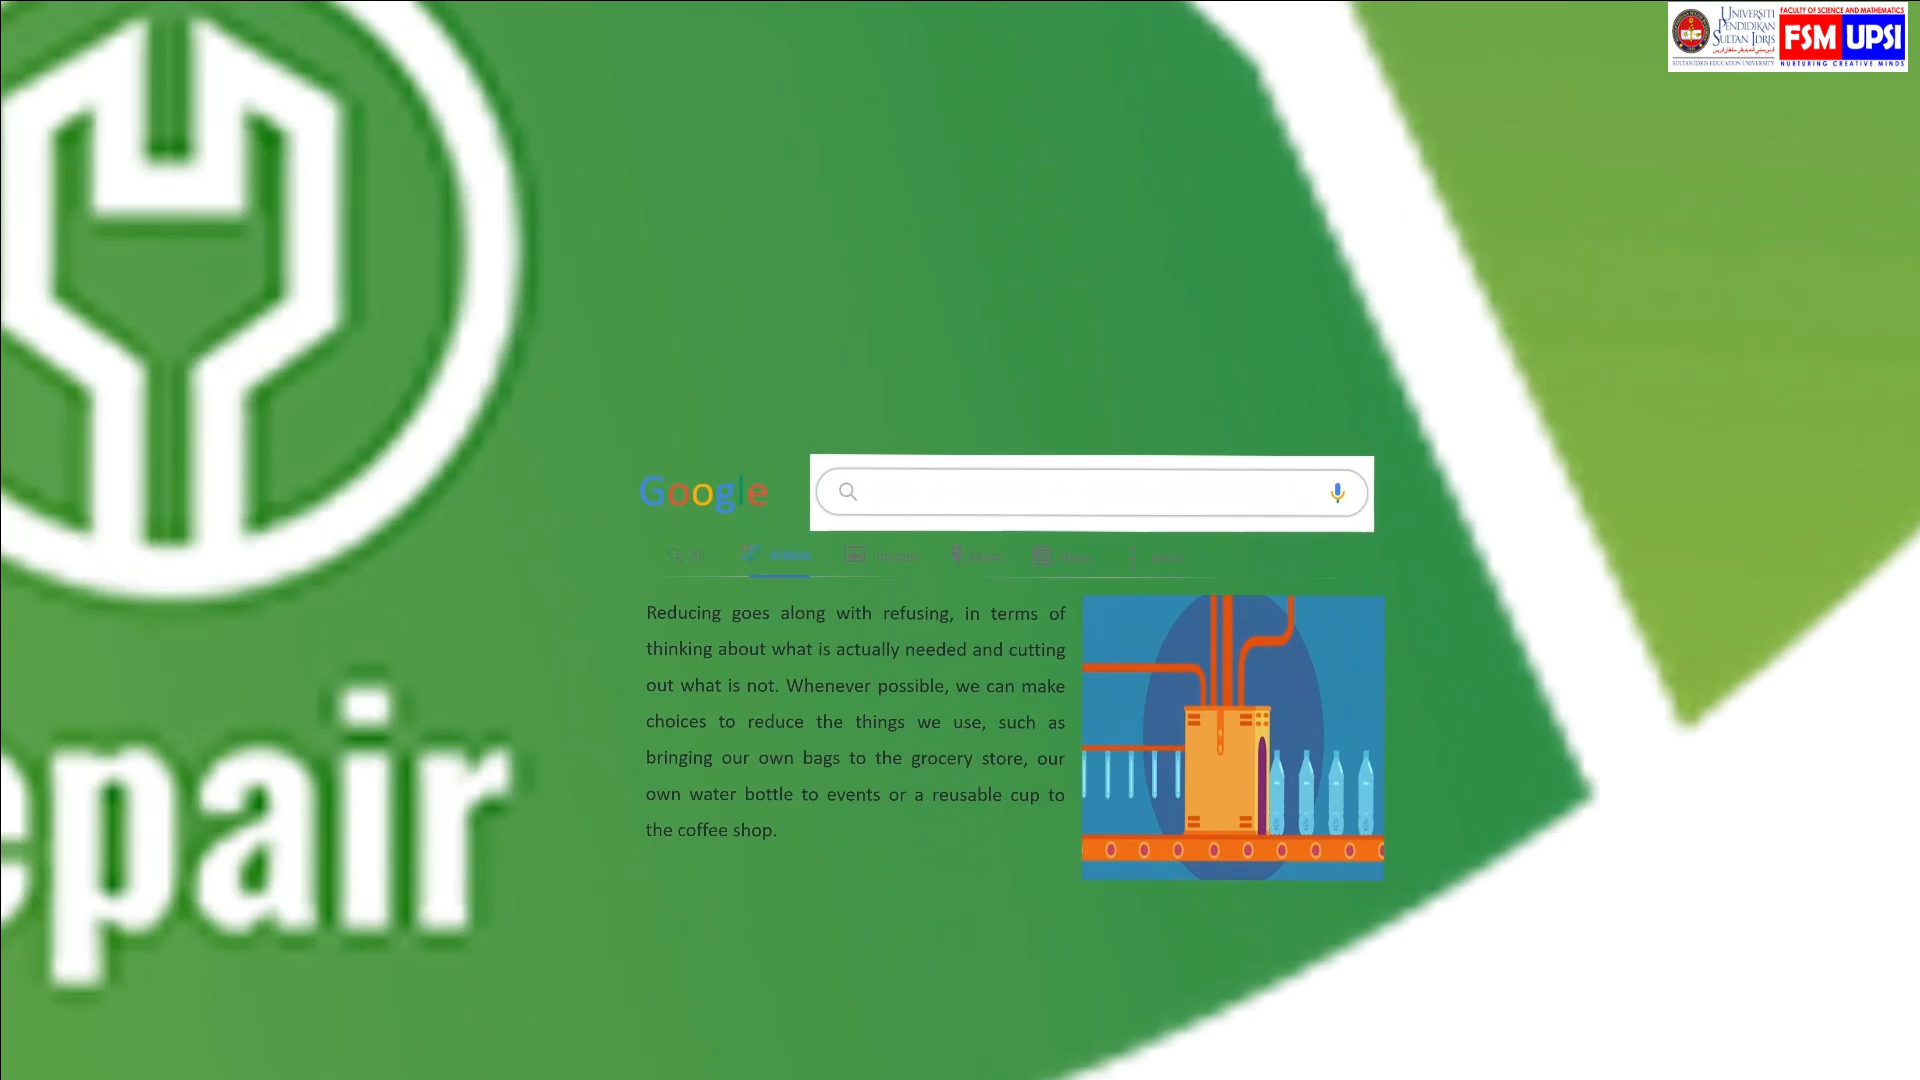 UNIVERSITI
PENDIDIKAN
SULTAN IDRIS
SULTAN IDRIS EDUCATION UNIVERSITY
FACULTY OF SCIENCE AND MATHEMATICS
FSM UPSI
NURTURING CREATIVE MINDS
Google
All Videos Images
Reducing goes along with refusing, in terms of
thinking about what is actually needed and cutting
out what is not. Whenever possible, we can make
choices to reduce the things we use, such as
bringing our own bags to the grocery store, our
own water bottle to events or a reusable cup to
the coffee shop.
epair